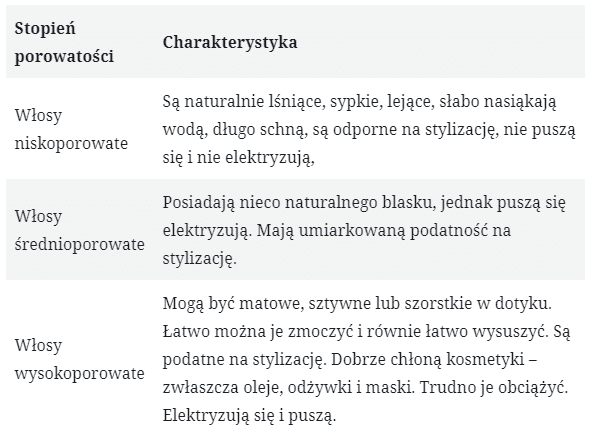 Stopień
porowatości
Charakterystyka
Włosy
niskoporowate
Są naturalnie lśniące, sypkie, lejące, słabo nasiąkają
wodą, długo schną, są odporne na stylizację, nie puszą
się i nie elektryzują,
Włosy
średnioporowate
Posiadają nieco naturalnego blasku, jednak puszą się
elektryzują. Mają umiarkowaną podatność na
stylizację.
Włosy
wysokoporowate
Mogą być matowe, sztywne lub szorstkie w dotyku.
Łatwo można je zmoczyć i równie łatwo wysuszyć. Są
podatne na stylizację. Dobrze chłoną kosmetyki –
zwłaszcza oleje, odżywki i maski. Trudno je obciążyć.
Elektryzują się i puszą.